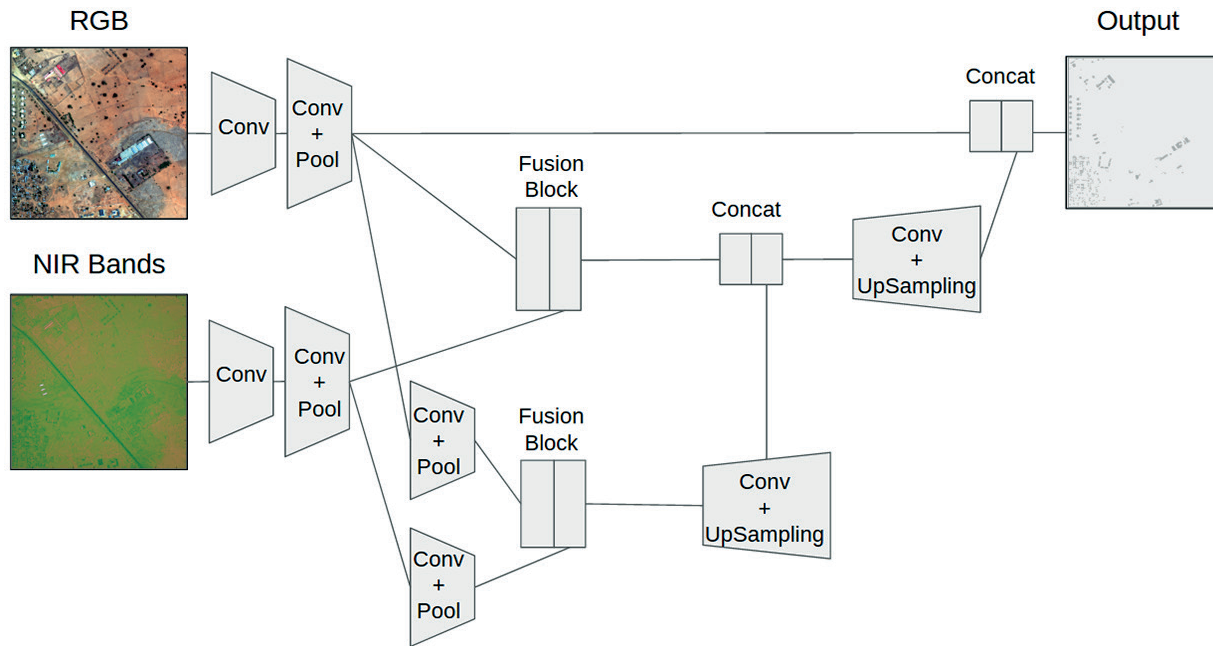 RGB
Output
Concat
Conv
Conv
+
Pool
Fusion
Block
Concat
Conv
+
UpSampling
NIR Bands
Conv
Conv
+
Pool
Conv
+
Pool
Fusion
Block
Conv
+
UpSampling
Conv
+
Pool